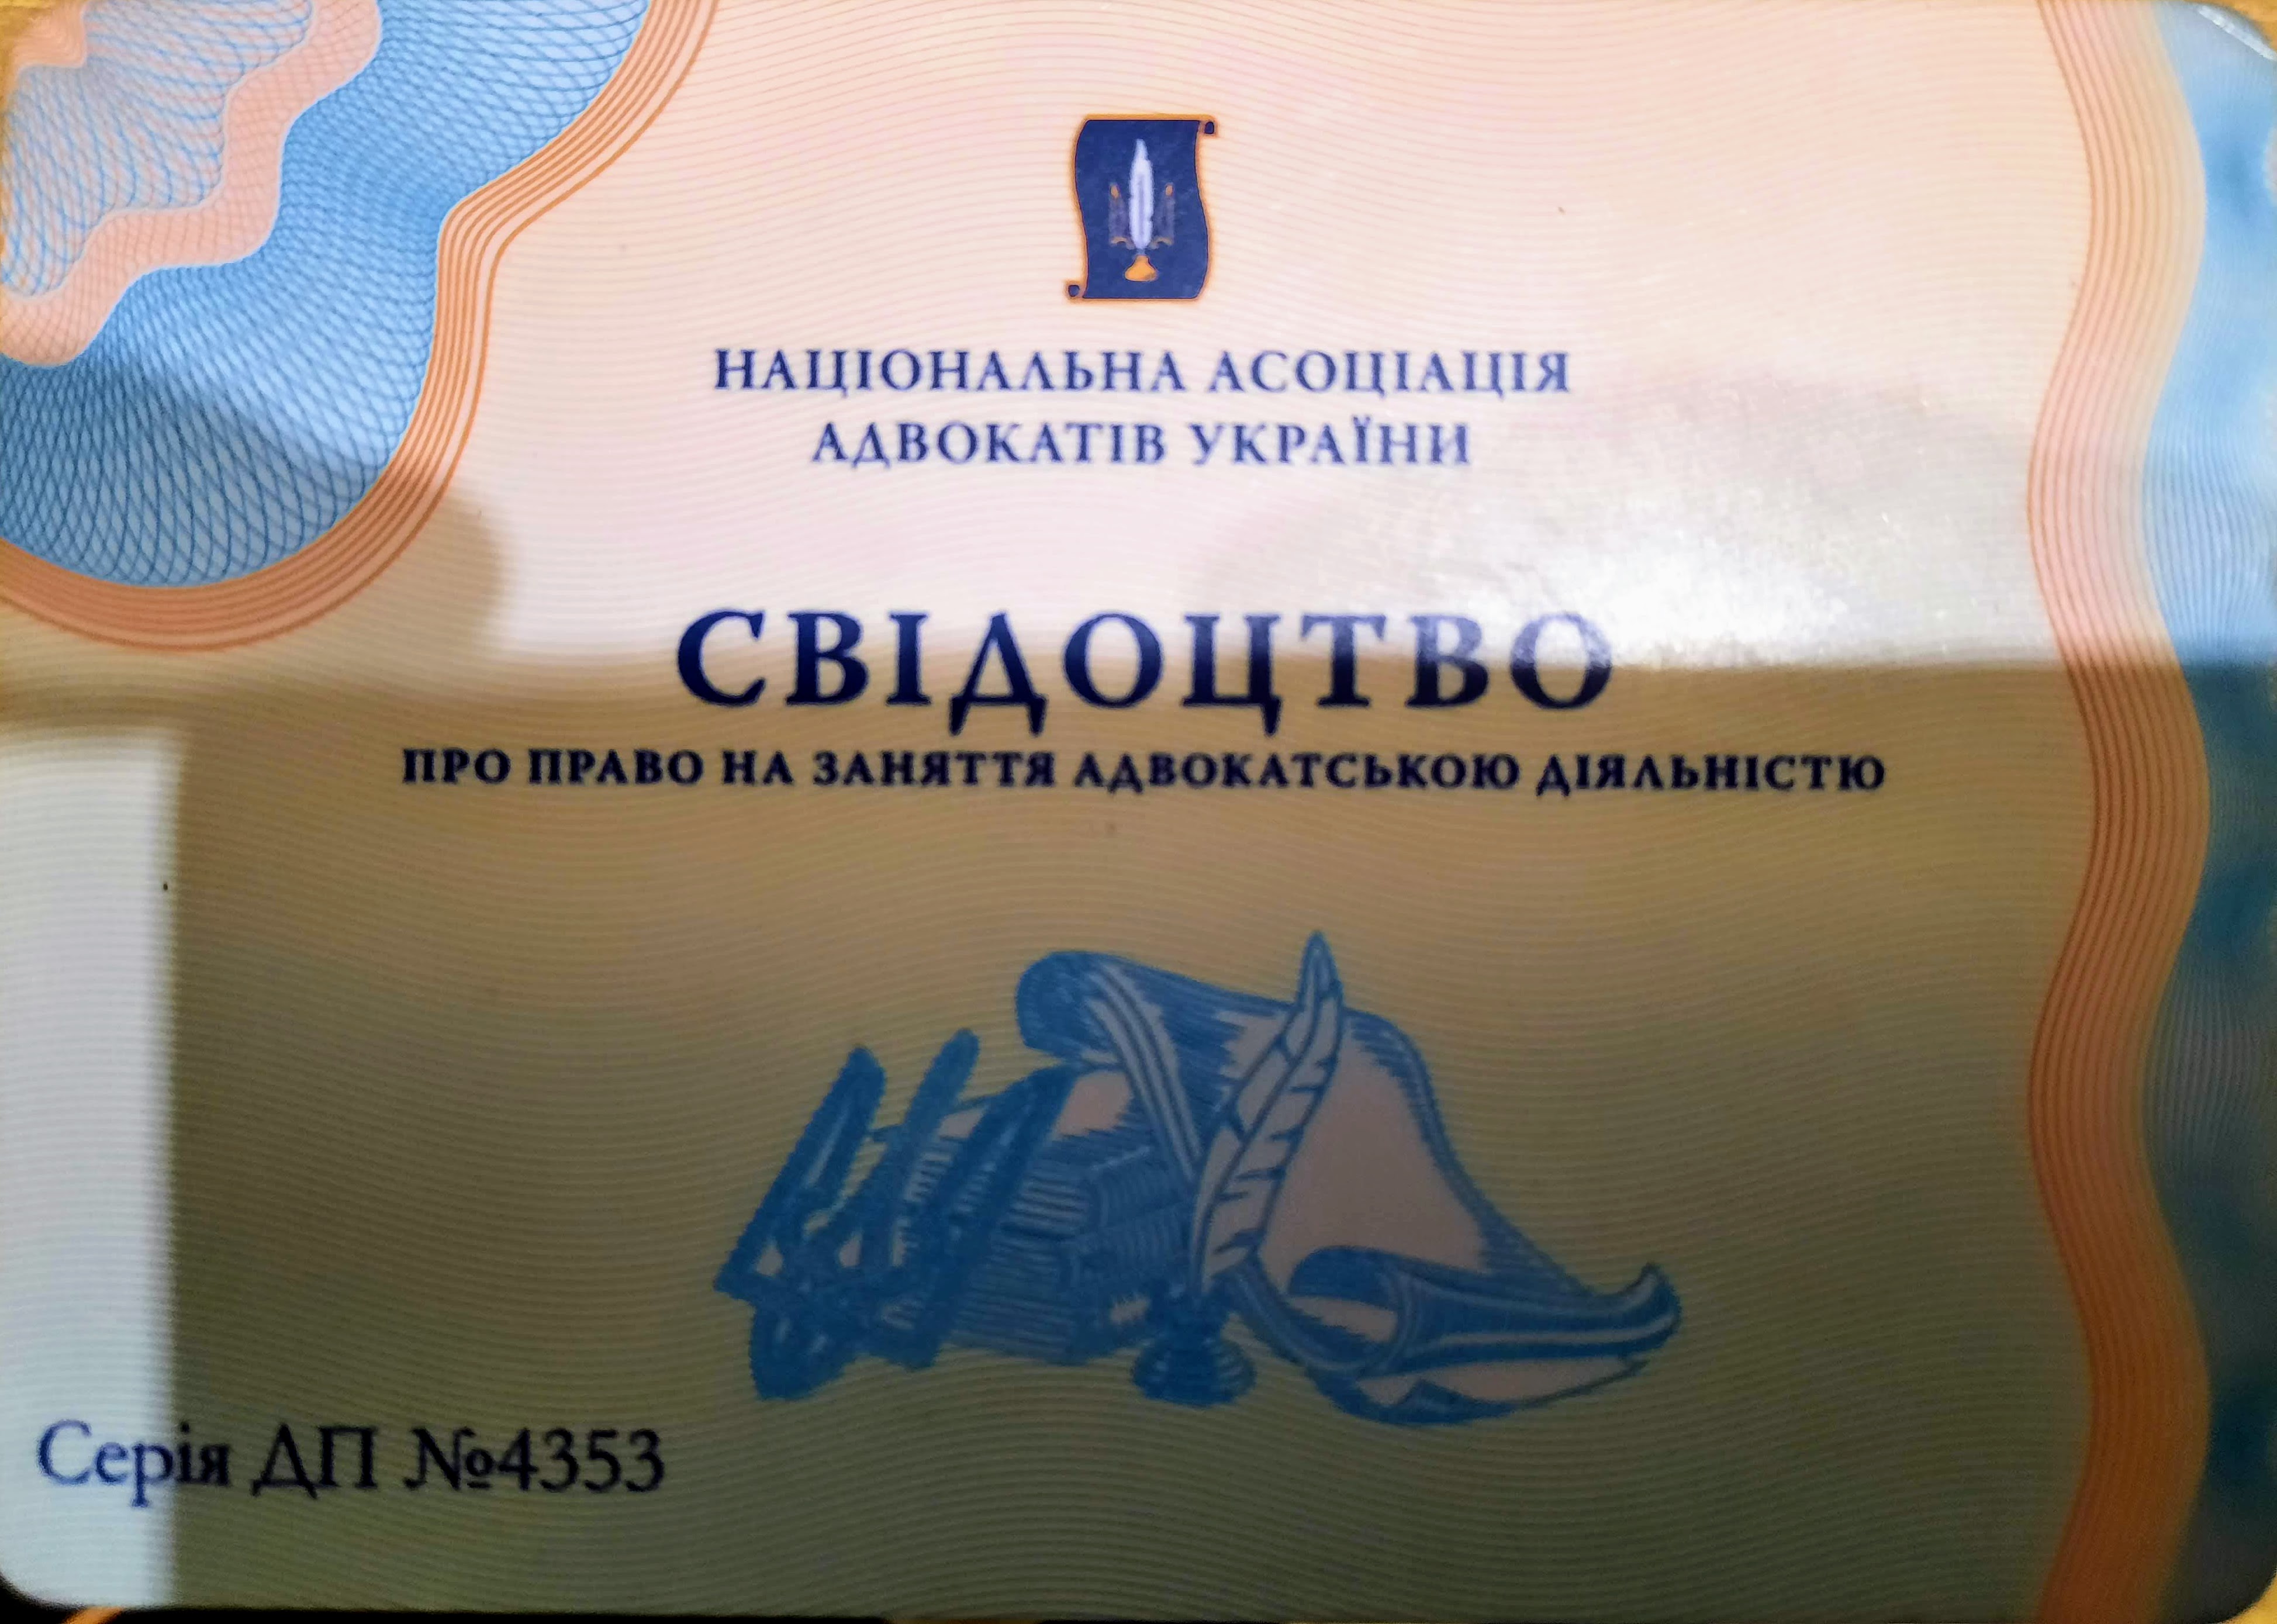 НАЦІОНАЛЬНА АСОЦІАЦІЯ
АДВОКАТІВ УКРАЇНИ
СВІДОЦТВО
ПРО ПРАВО НА ЗАНЯТТЯ АДВОКАТСЬКОЮ ДІЯЛЬНІСТЮ
Серія ДП №4353